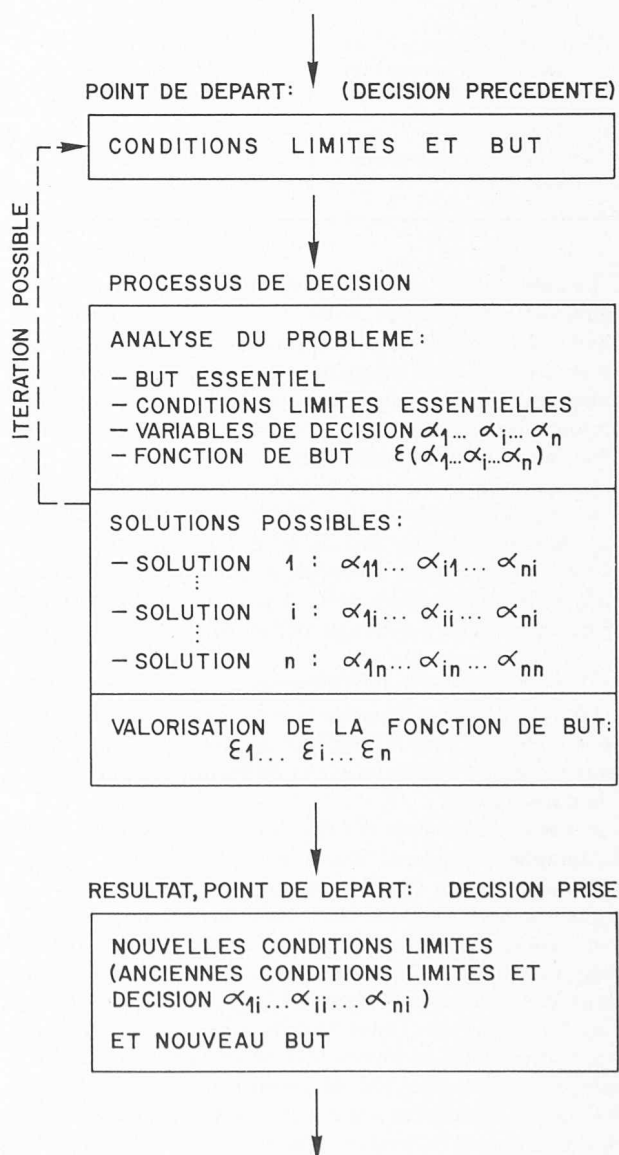 POINT DE DEPART: (DECISION PRECEDENTE)
CONDITIONS LIMITES ET BUT
ITERATION POSSIBLE
PROCESSUS DE DECISION
ANALYSE DU PROBLEME:
– BUT ESSENTIEL
– CONDITIONS LIMITES ESSENTIELLES
– VARIABLES DE DECISION α₁... αᵢ... αₙ
– FONCTION DE BUT ε(α₁...αᵢ...αₙ)
SOLUTIONS POSSIBLES:
– SOLUTION 1 : α₁₁... αᵢ₁... αₙᵢ
⋮
– SOLUTION i : α₁ᵢ... αᵢᵢ... αₙᵢ
⋮
– SOLUTION n : α₁ₙ... αᵢₙ... αₙₙ
VALORISATION DE LA FONCTION DE BUT:
ε₁... εᵢ... εₙ
RESULTAT, POINT DE DEPART: DECISION PRISE
NOUVELLES CONDITIONS LIMITES
(ANCIENNES CONDITIONS LIMITES ET
DECISION α₁ᵢ...αᵢᵢ...αₙᵢ )
ET NOUVEAU BUT